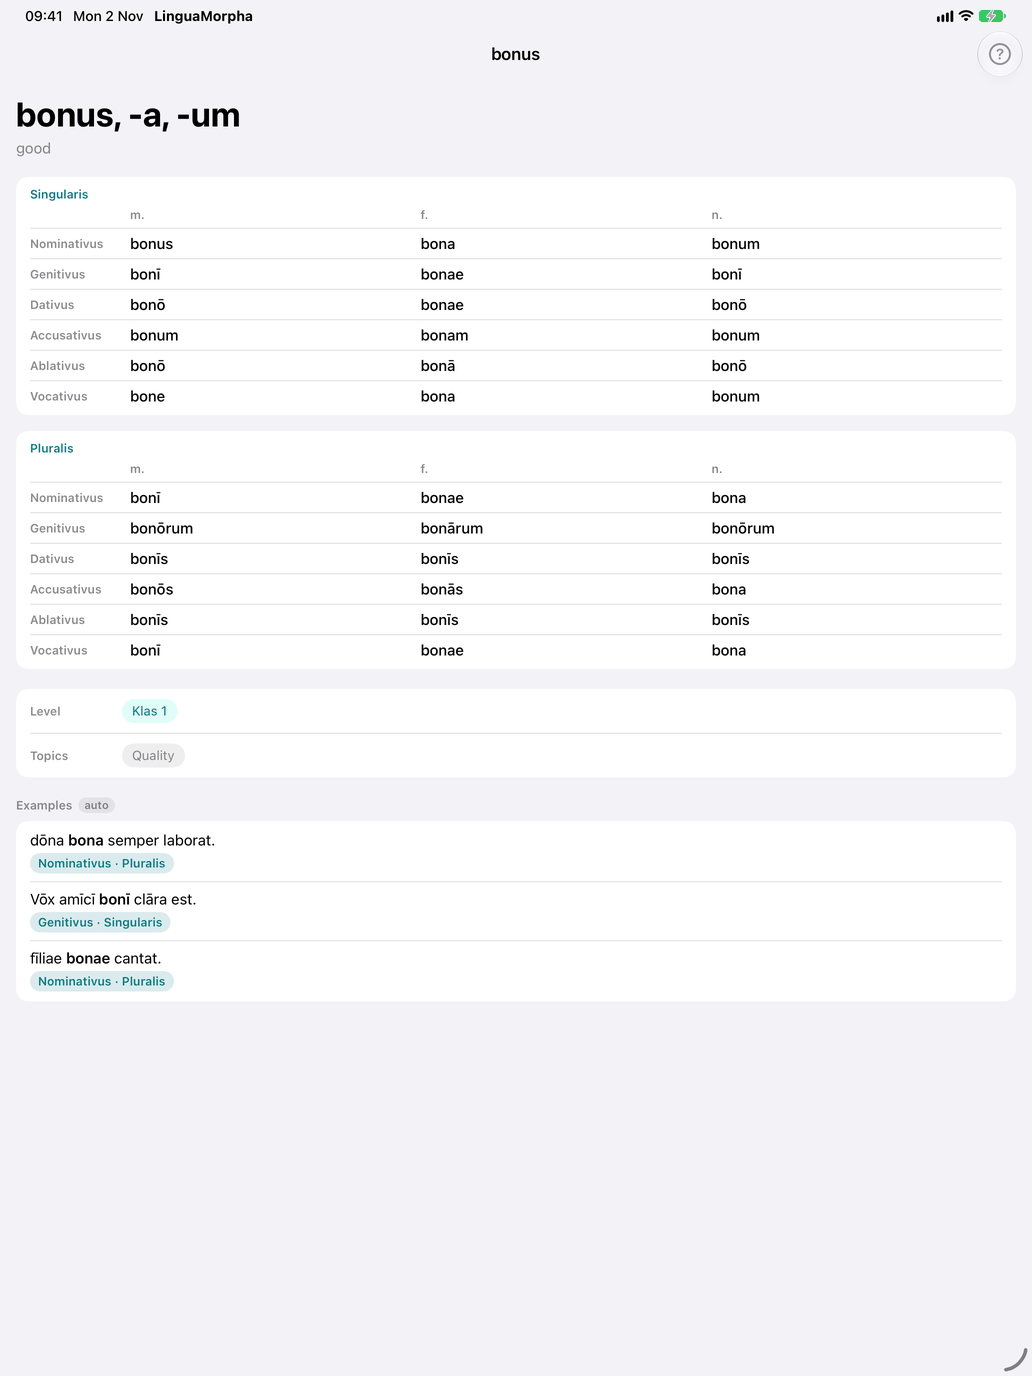 09:41 Mon 2 Nov LinguaMorpha
bonus
?
bonus, -a, -um
good
Singularis
m. f. n.
Nominativus bonus bona bonum
Genitivus bonī bonae bonī
Dativus bonō bonae bonō
Accusativus bonum bonam bonum
Ablativus bonō bonā bonō
Vocativus bone bona bonum
Pluralis
m. f. n.
Nominativus bonī bonae bona
Genitivus bonōrum bonārum bonōrum
Dativus bonīs bonīs bonīs
Accusativus bonōs bonās bona
Ablativus bonīs bonīs bonīs
Vocativus bonī bonae bona
Level Klas 1
Topics Quality
Examples auto
dōna bona semper laborat.
Nominativus · Pluralis
Vōx amīcī bonī clāra est.
Genitivus · Singularis
fīliae bonae cantat.
Nominativus · Pluralis